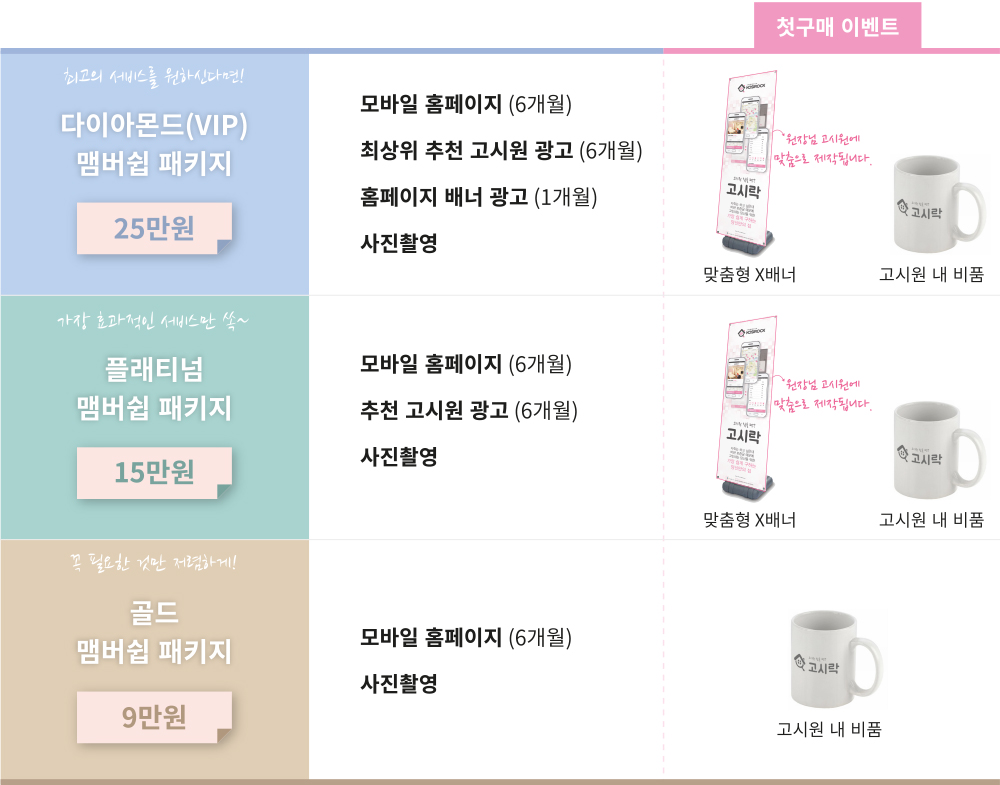 첫구매 이벤트
최고의 서비스를 원하신다면!
다이아몬드(VIP)
맴버쉽 패키지
25만원
모바일 홈페이지 (6개월)
최상위 추천 고시원 광고 (6개월)
홈페이지 배너 광고 (1개월)
사진촬영
고시락
원장님 고시원에
맞춤으로 제작됩니다.
맞춤형 X배너
고시락
고시원 내 비품
가장 효과적인 서비스만 쏙~
플래티넘
맴버쉽 패키지
15만원
모바일 홈페이지 (6개월)
추천 고시원 광고 (6개월)
사진촬영
고시락
원장님 고시원에
맞춤으로 제작됩니다.
맞춤형 X배너
고시락
고시원 내 비품
꼭 필요한 것만 저렴하게!
골드
맴버쉽 패키지
9만원
모바일 홈페이지 (6개월)
사진촬영
고시락
고시원 내 비품